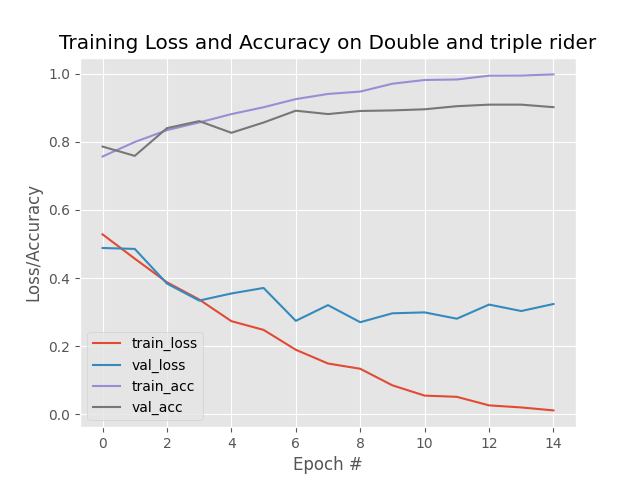 Training Loss and Accuracy on Double and triple rider
1.0
0.8
0.6
0.4
0.2
0.0
Loss/Accuracy
train_loss
val_loss
train_acc
val_acc
0 2 4 6 8 10 12 14
Epoch #